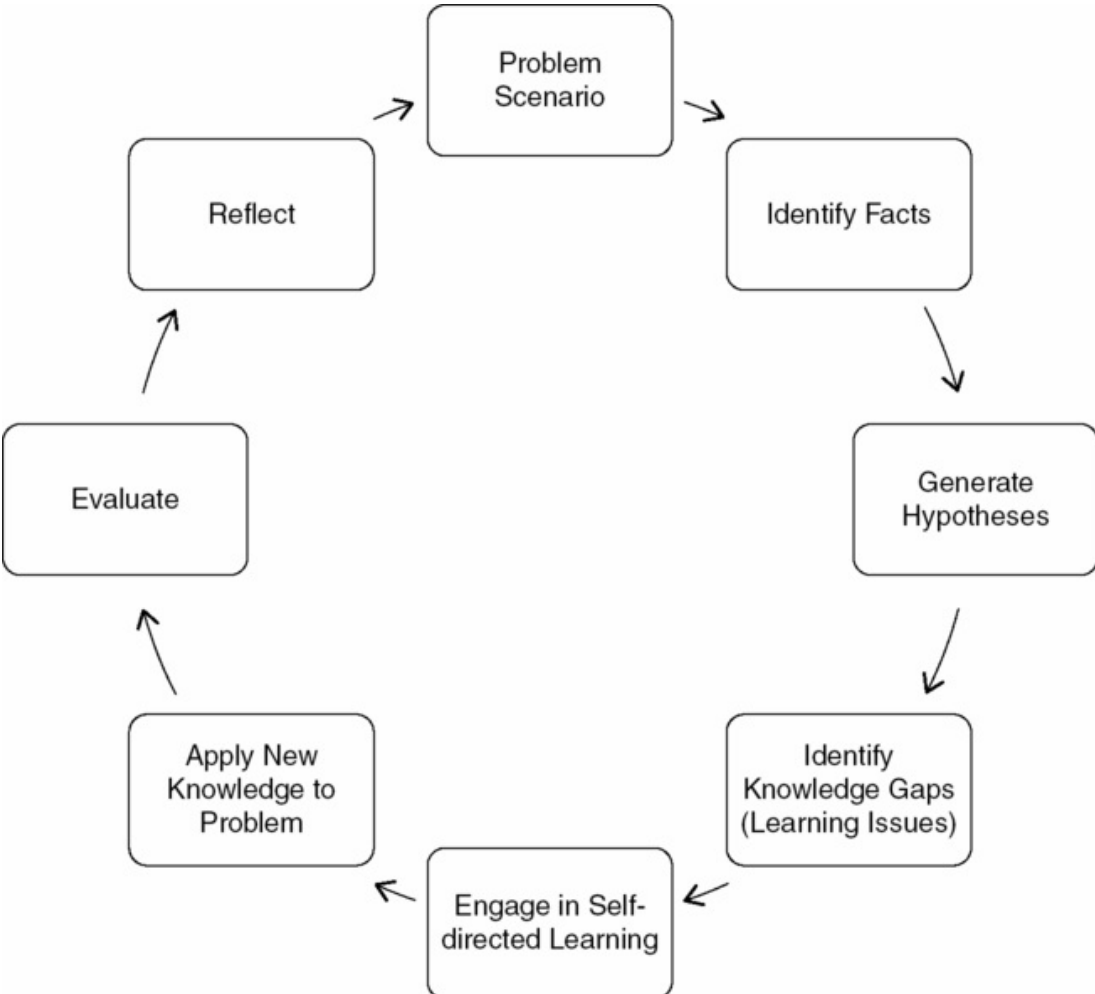 Problem
Scenario
Identify Facts
Generate
Hypotheses
Identify
Knowledge Gaps
(Learning Issues)
Engage in Self-
directed Learning
Apply New
Knowledge to
Problem
Evaluate
Reflect